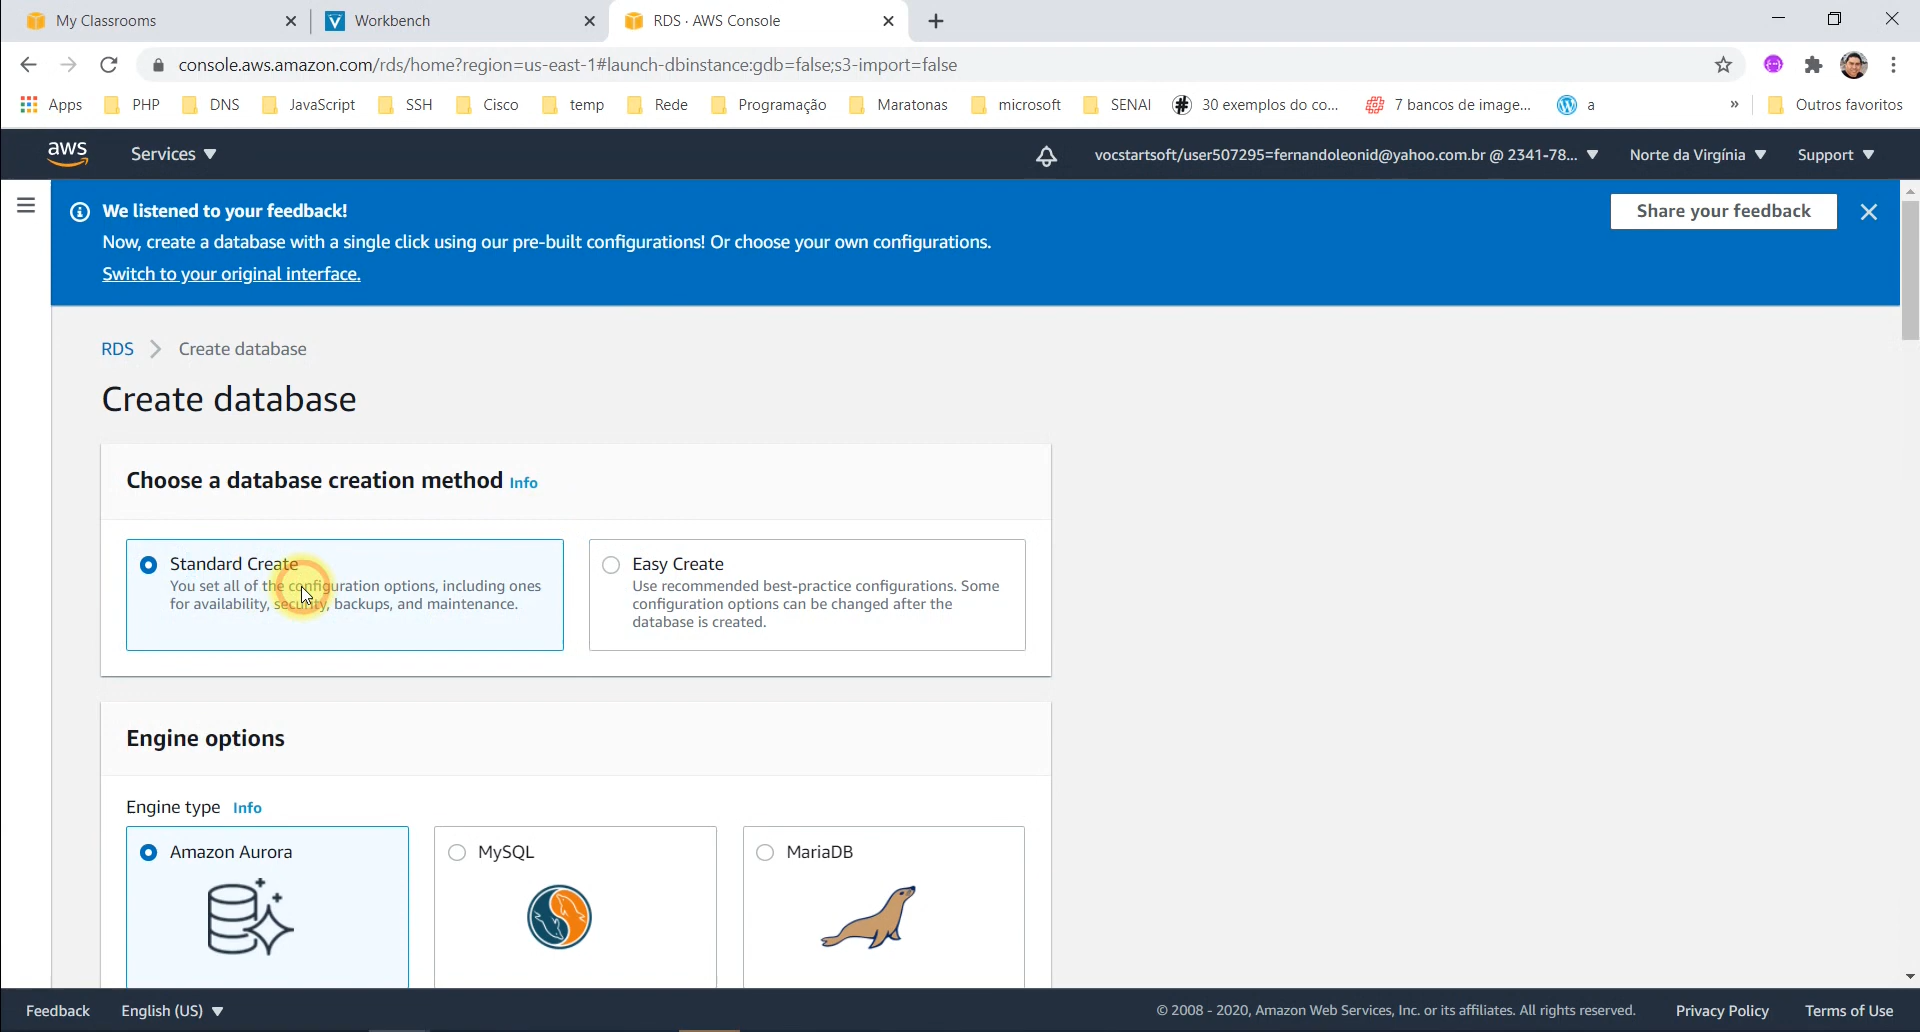 My Classrooms
Workbench
RDS · AWS Console
console.aws.amazon.com/rds/home?region=us-east-1#launch-dbinstance:gdb=false;s3-import=false
Apps PHP DNS JavaScript SSH Cisco temp Rede Programação Maratonas microsoft SENAI 30 exemplos do co... 7 bancos de image... a » Outros favoritos
aws Services vocstartsoft/user507295=fernandoleonid@yahoo.com.br @ 2341-78... Norte da Virgínia Support
We listened to your feedback!
Share your feedback
Now, create a database with a single click using our pre-built configurations! Or choose your own configurations.
Switch to your original interface.
RDS Create database
Create database
Choose a database creation method Info
Standard Create
You set all of the configuration options, including ones
for availability, security, backups, and maintenance.
Easy Create
Use recommended best-practice configurations. Some
configuration options can be changed after the
database is created.
Engine options
Engine type Info
Amazon Aurora
MySQL
MariaDB
Feedback English (US) © 2008 - 2020, Amazon Web Services, Inc. or its affiliates. All rights reserved. Privacy Policy Terms of Use